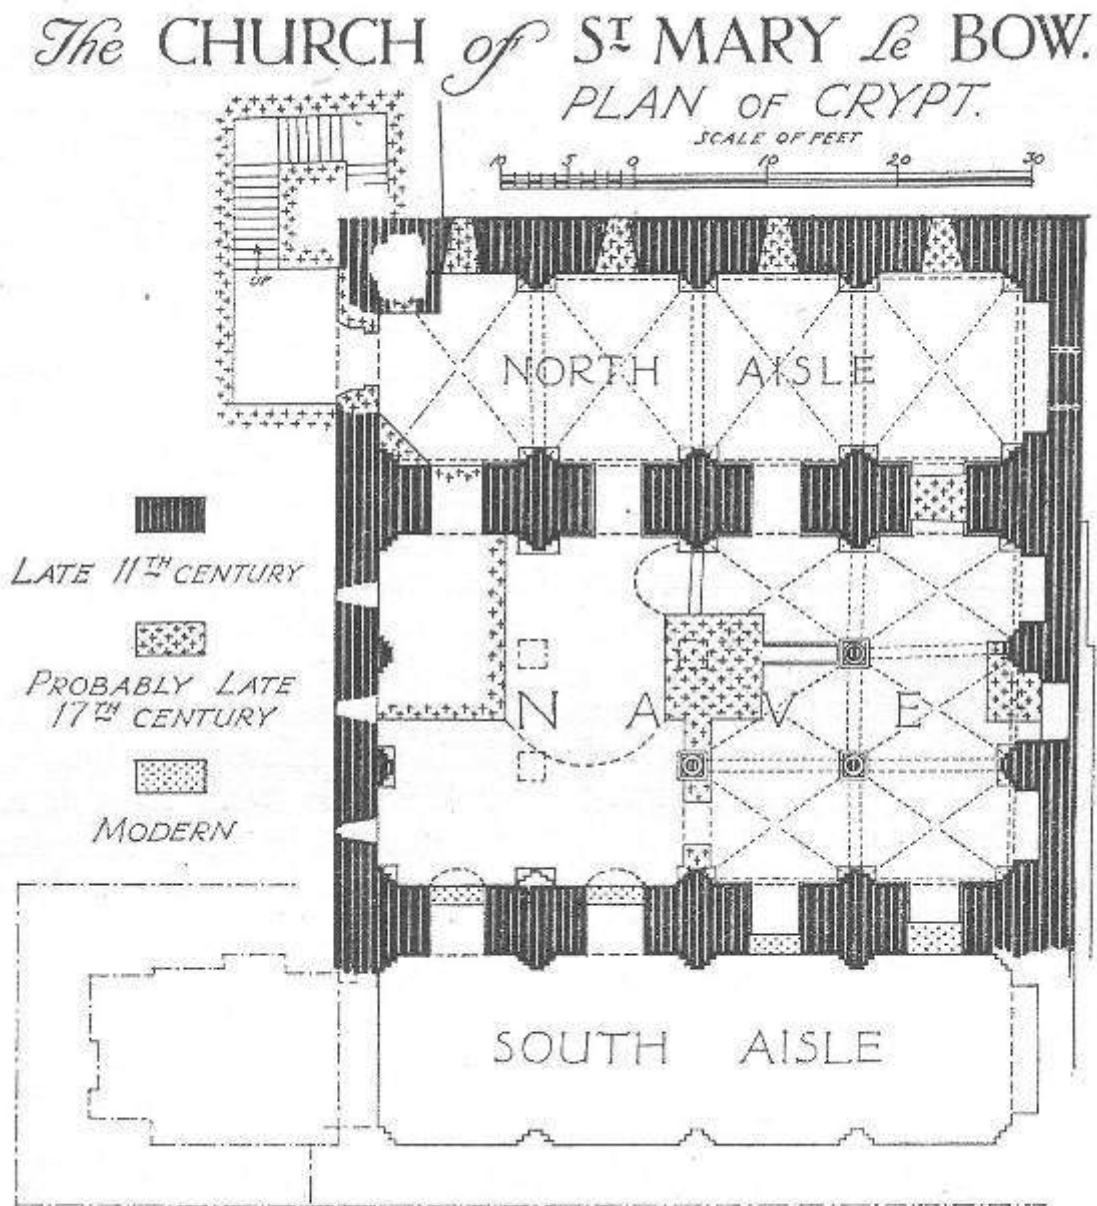 The CHURCH of ST MARY Le BOW.
PLAN OF CRYPT.
SCALE OF FEET
10 5 0 10 20 30
UP
NORTH AISLE
LATE 11TH CENTURY
PROBABLY LATE
17TH CENTURY
NAVE
MODERN
SOUTH AISLE